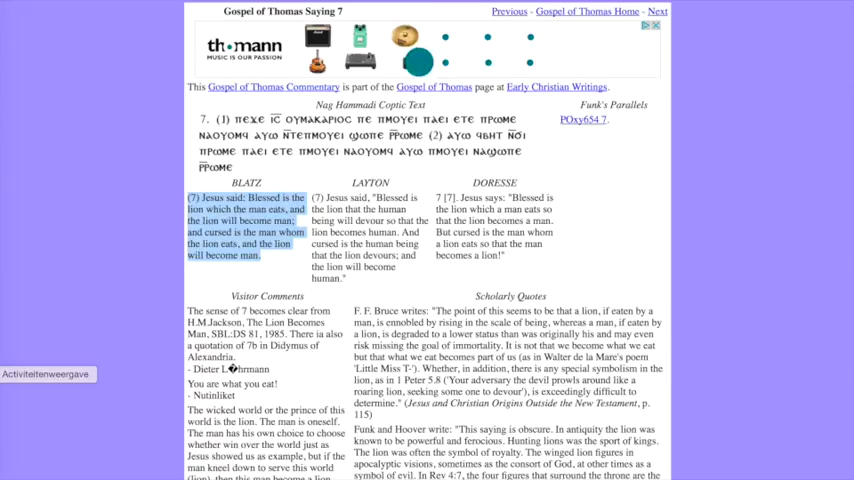 Gospel of Thomas Saying 7
Previous - Gospel of Thomas Home - Next
th•mann
MUSIC IS OUR PASSION
This Gospel of Thomas Commentary is part of the Gospel of Thomas page at Early Christian Writings.
Nag Hammadi Coptic Text
Funk's Parallels
7. (1) ⲡⲉϫⲉ ⲓ̅ⲥ̅ ⲟⲩⲙⲁⲕⲁⲣⲓⲟⲥ ⲡⲉ ⲡⲙⲟⲩⲉⲓ ⲡⲁⲉⲓ ⲉⲧⲉ ⲡⲣⲱⲙⲉ
ⲛⲁⲟⲩⲟⲙϥ ⲁⲩⲱ ⲛ̅ⲧⲉⲡⲙⲟⲩⲉⲓ ϣⲱⲡⲉ ⲣ̅ⲣⲱⲙⲉ (2) ⲁⲩⲱ ϥⲃⲏⲧ ⲛ̅ϭⲓ
ⲡⲣⲱⲙⲉ ⲡⲁⲉⲓ ⲉⲧⲉ ⲡⲙⲟⲩⲉⲓ ⲛⲁⲟⲩⲟⲙϥ ⲁⲩⲱ ⲡⲙⲟⲩⲉⲓ ⲛⲁϣⲱⲡⲉ
ⲣ̅ⲣⲱⲙⲉ
POxy654 7.
BLATZ
(7) Jesus said: Blessed is the
lion which the man eats, and
the lion will become man;
and cursed is the man whom
the lion eats, and the lion
will become man.
LAYTON
(7) Jesus said, "Blessed is
the lion that the human
being will devour so that the
lion becomes human. And
cursed is the human being
that the lion devours; and
the lion will become
human."
DORESSE
7 [7]. Jesus says: "Blessed is
the lion which a man eats so
that the lion becomes a man.
But cursed is the man whom
a lion eats so that the man
becomes a lion!"
Visitor Comments
The sense of 7 becomes clear from
H.M.Jackson, The Lion Becomes
Man, SBL:DS 81, 1985. There ia also
a quotation of 7b in Didymus of
Alexandria.
- Dieter L�hrmann
You are what you eat!
- Nutinliket
The wicked world or the prince of this
world is the lion. The man is oneself.
The man has his own choice to choose
whether win over the world just as
Jesus showed us as example, but if the
man kneel down to serve this world
(lion), then this man become a lion
Scholarly Quotes
F. F. Bruce writes: "The point of this seems to be that a lion, if eaten by a
man, is ennobled by rising in the scale of being, whereas a man, if eaten by
a lion, is degraded to a lower status than was originally his and may even
risk missing the goal of immortality. It is not that we become what we eat
but that what we eat becomes part of us (as in Walter de la Mare's poem
'Little Miss T-'). Whether, in addition, there is any special symbolism in the
lion, as in 1 Peter 5.8 ('Your adversary the devil prowls around like a
roaring lion, seeking some one to devour'), is exceedingly difficult to
determine." (Jesus and Christian Origins Outside the New Testament, p.
115)
Funk and Hoover write: "This saying is obscure. In antiquity the lion was
known to be powerful and ferocious. Hunting lions was the sport of kings.
The lion was often the symbol of royalty. The winged lion figures in
apocalyptic visions, sometimes as the consort of God, at other times as a
symbol of evil. In Rev 4:7, the four figures that surround the throne are the
Activiteitenweergave